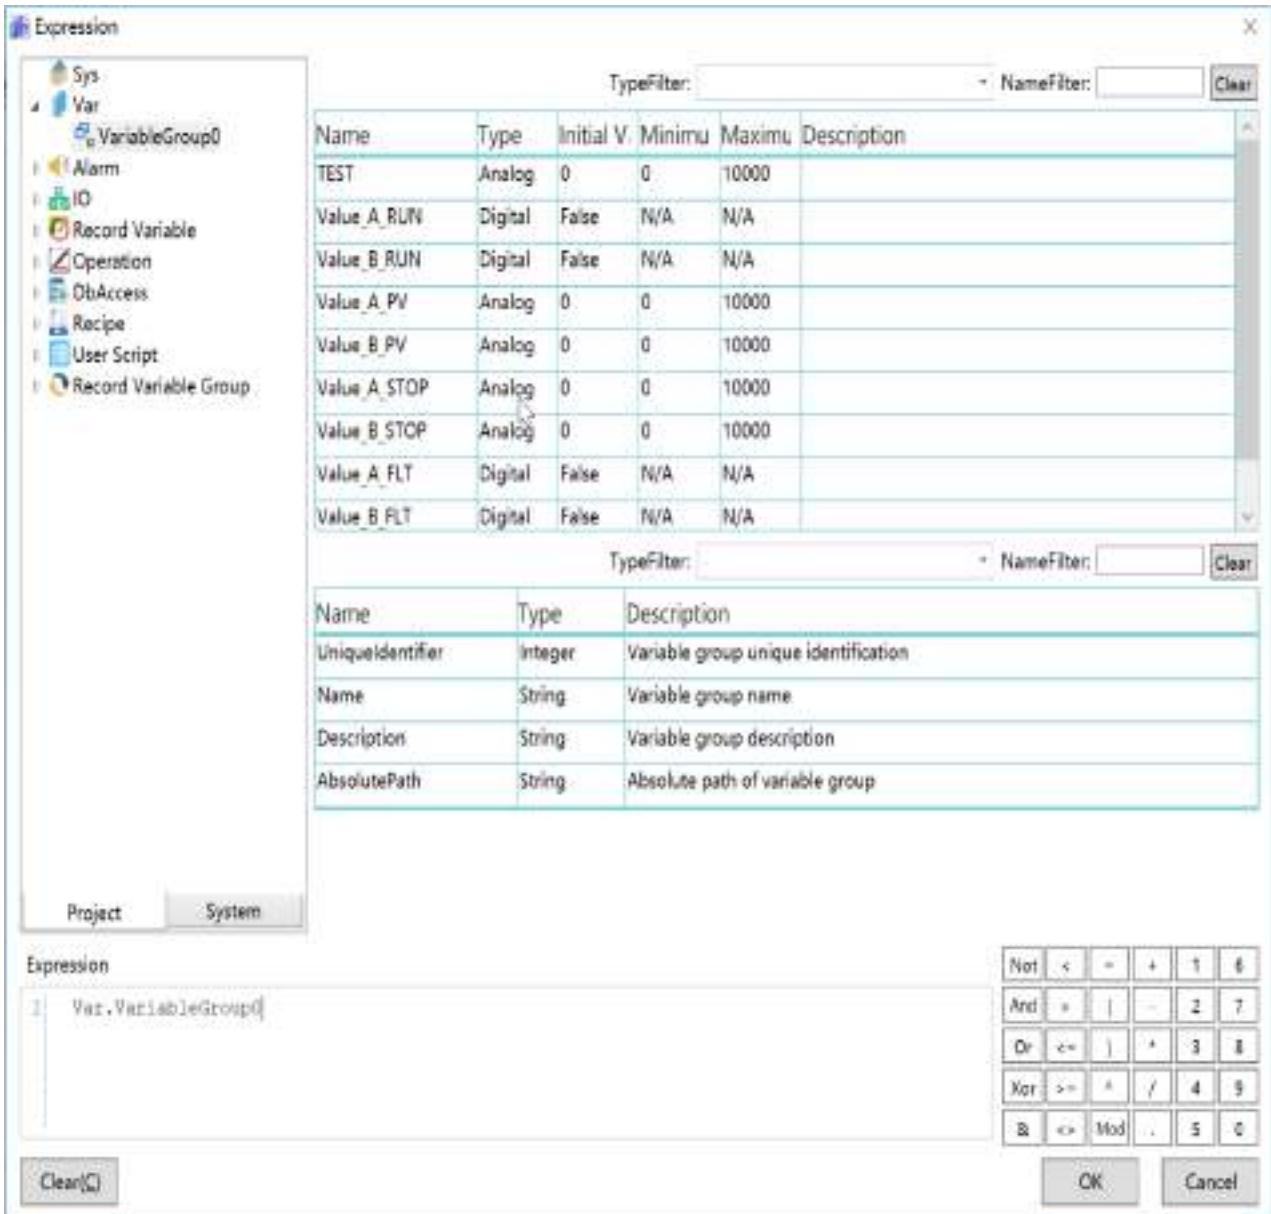 Expression
Sys
Var
VariableGroup0
Alarm
IO
Record Variable
Operation
DbAccess
Recipe
User Script
Record Variable Group
Project System
TypeFilter: NameFilter: Clear
Name Type Initial V. Minimu Maximu Description
TEST Analog 0 0 10000
Value_A_RUN Digital False N/A N/A
Value_B_RUN Digital False N/A N/A
Value_A_PV Analog 0 0 10000
Value_B_PV Analog 0 0 10000
Value_A_STOP Analog 0 0 10000
Value_B_STOP Analog 0 0 10000
Value_A_FLT Digital False N/A N/A
Value_B_FLT Digital False N/A N/A
TypeFilter: NameFilter: Clear
Name Type Description
UniqueIdentifier Integer Variable group unique identification
Name String Variable group name
Description String Variable group description
AbsolutePath String Absolute path of variable group
Expression
1 Var.VariableGroup0
Not < + 1 6
And - 2 7
Or <= ) * 3 8
Xor >= ^ / 4 9
& <> Mod . 5 0
Clear(C) OK Cancel